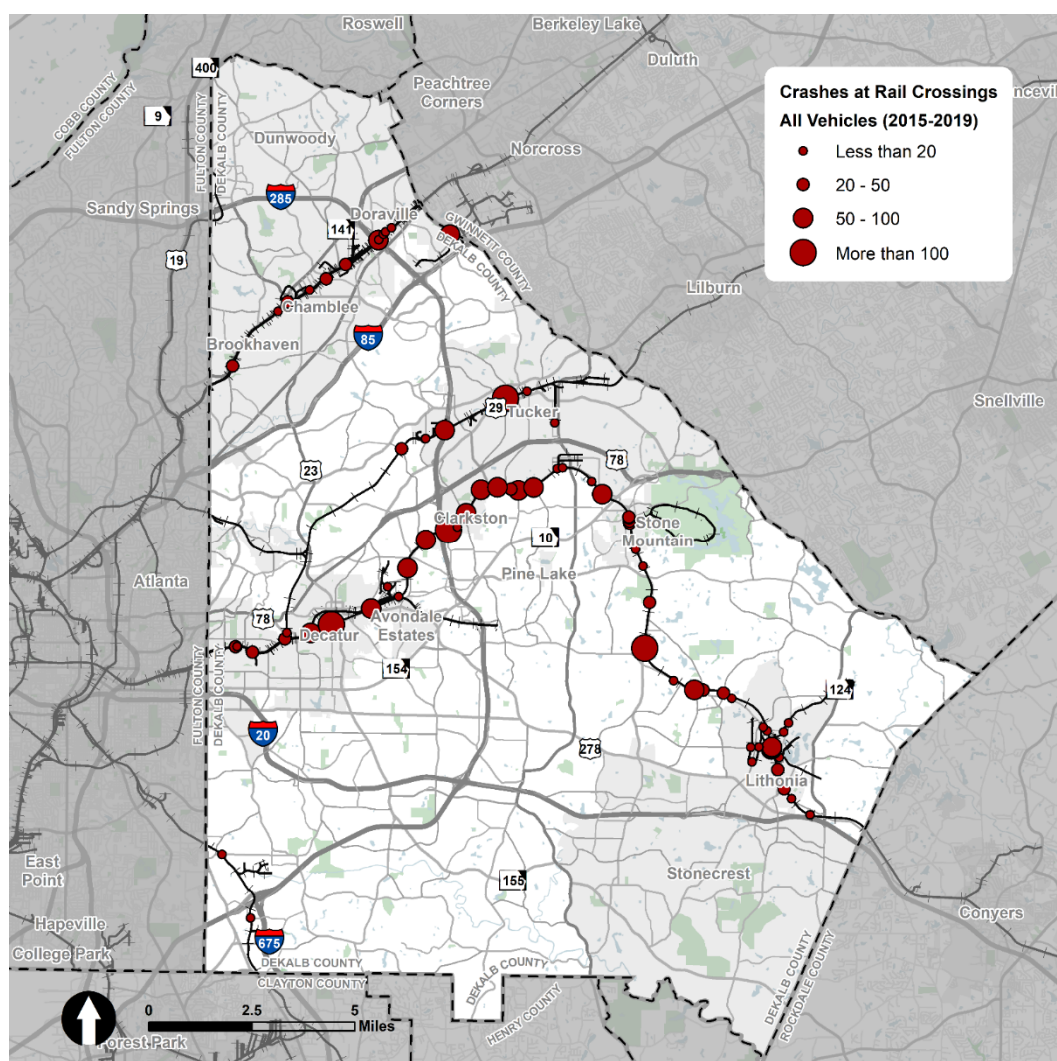 Roswell
Berkeley Lake
Duluth
Peachtree
Corners
400
COBB COUNTY
FULTON COUNTY
9
FULTON COUNTY
DEKALB COUNTY
Dunwoody
Norcross
Crashes at Rail Crossings
All Vehicles (2015-2019)
Less than 20
20 - 50
50 - 100
More than 100
Sandy Springs
285
Doraville
141
GWINNETT COUNTY
DEKALB COUNTY
19
Lilburn
Chamblee
85
Brookhaven
29
Tucker
Snellville
23
78
Clarkston
Stone
Mountain
10
Pine Lake
Atlanta
78
Decatur
Avondale
Estates
154
124
FULTON COUNTY
DEKALB COUNTY
20
278
Lithonia
East
Point
155
Stonecrest
Hapeville
College Park
675
Conyers
DEKALB COUNTY
CLAYTON COUNTY
DEKALB COUNTY
HENRY COUNTY
DEKALB COUNTY
ROCKDALE COUNTY
0 2.5 5
Miles
Forest Park